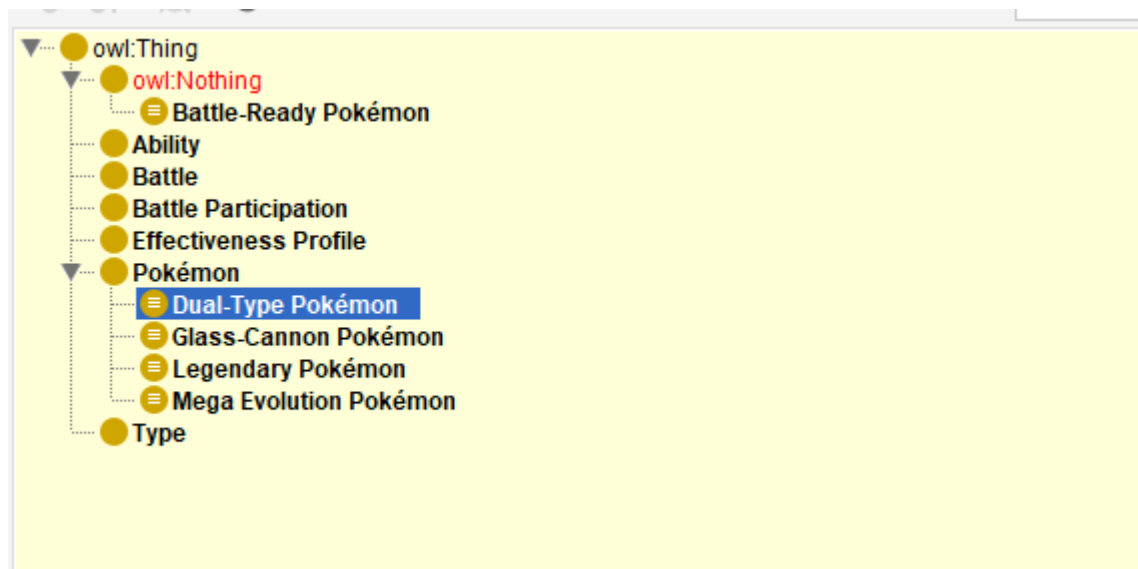 owl:Thing
owl:Nothing
Battle-Ready Pokémon
Ability
Battle
Battle Participation
Effectiveness Profile
Pokémon
Dual-Type Pokémon
Glass-Cannon Pokémon
Legendary Pokémon
Mega Evolution Pokémon
Type